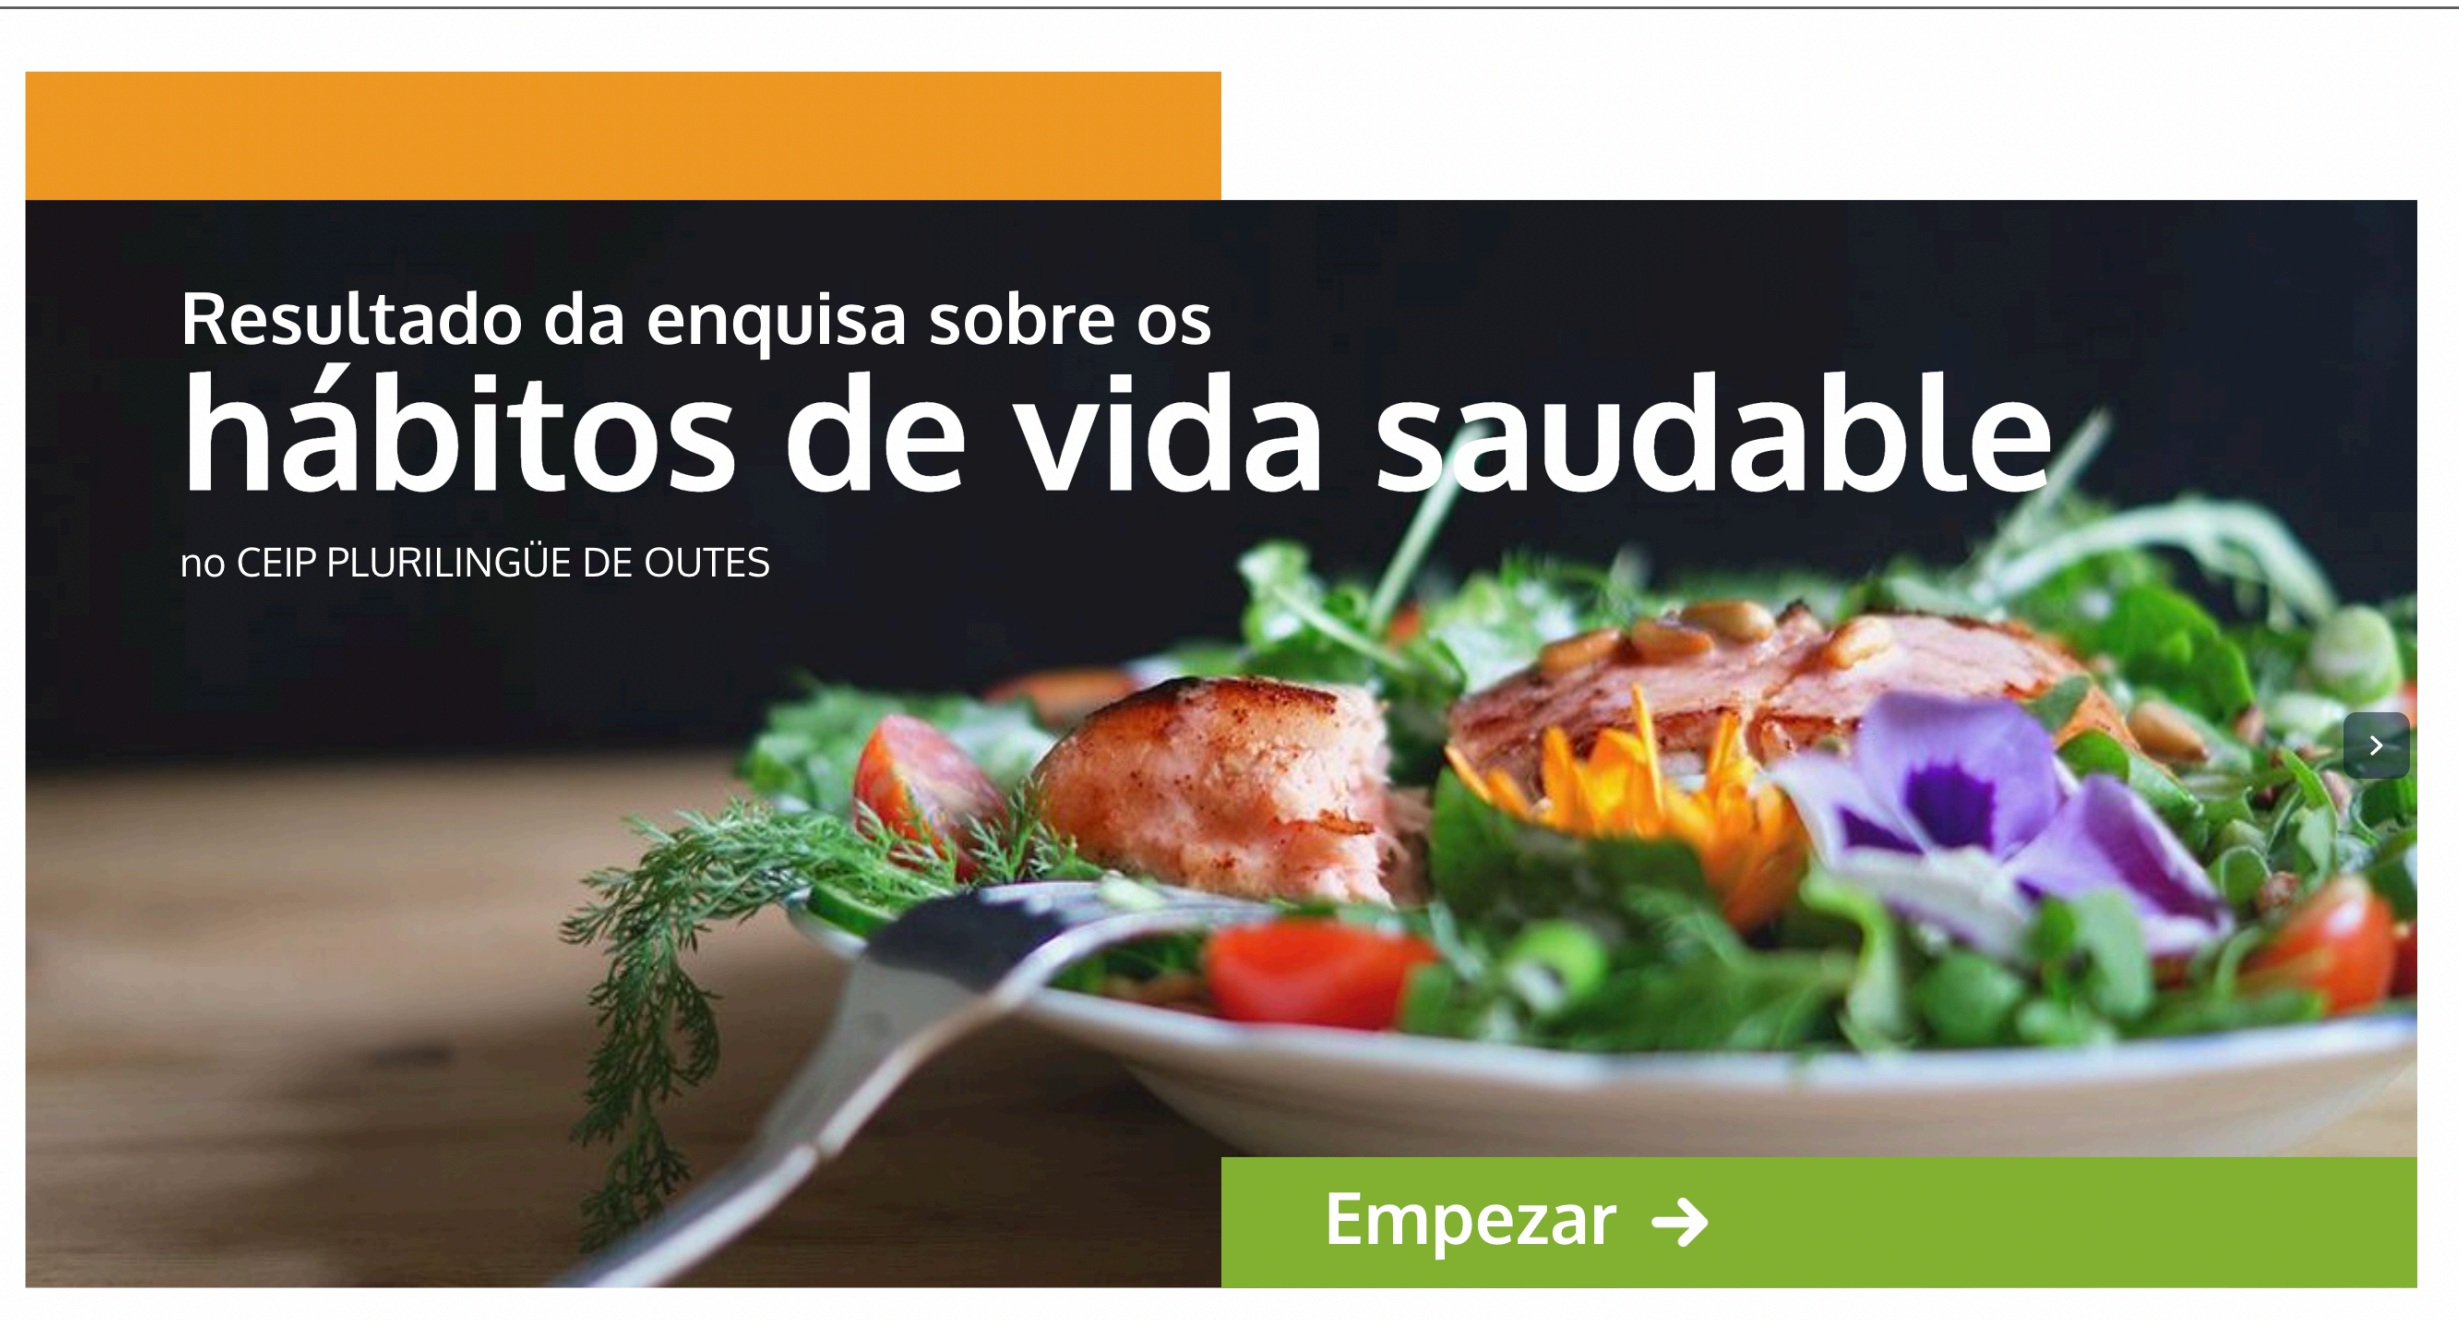 Resultado da enquisa sobre os
hábitos de vida saudable
no CEIP PLURILINGÜE DE OUTES
Empezar